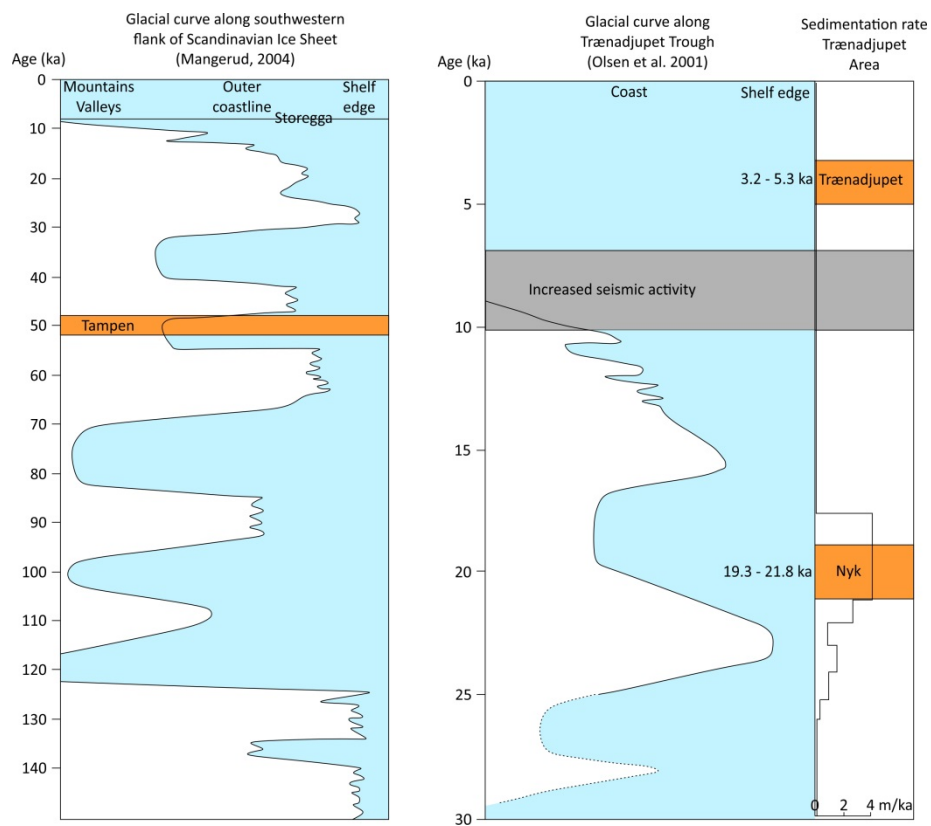 Glacial curve along southwestern
flank of Scandinavian Ice Sheet
(Mangerud, 2004)
Age (ka)
0
10
20
30
40
50
60
70
80
90
100
110
120
130
140
Mountains
Valleys
Outer
coastline
Shelf
edge
Storegga
Tampen
Glacial curve along
Trænadjupet Trough
(Olsen et al. 2001)
Age (ka)
0
5
10
15
20
25
30
Coast
Shelf edge
Increased seismic activity
Sedimentation rate
Trænadjupet
Area
3.2 - 5.3 ka
Trænadjupet
19.3 - 21.8 ka
Nyk
0 2 4 m/ka